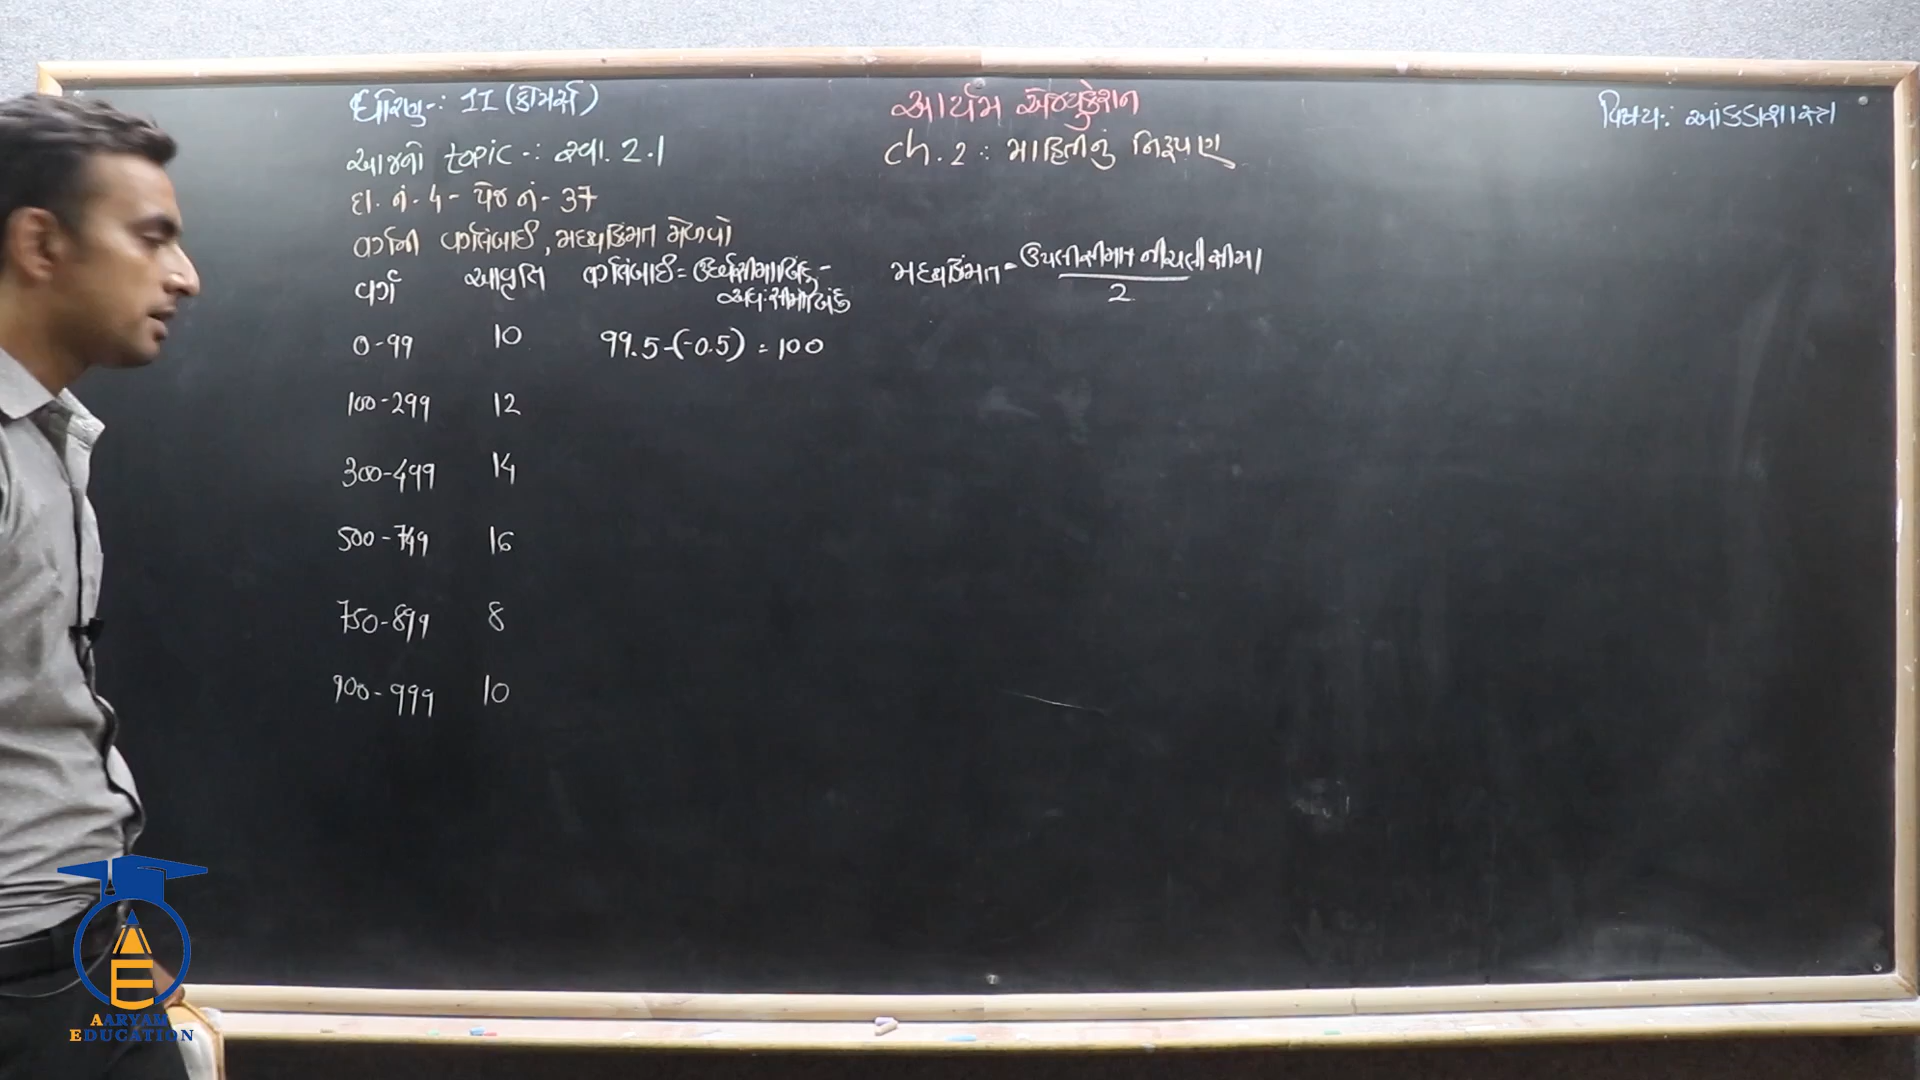 ધોરણ-: 11 (કોમર્સ)
આર્યમ એજ્યુકેશન
વિષય: આંકડાશાસ્ત્ર
આજનો topic -: સ્વા. 2.1
ch. 2 : માહિતીનું નિરૂપણ
દા. નં - 4 - પેજ નં - 37
વર્ગની વર્ગલંબાઈ, મધ્યકિંમત મેળવો
વર્ગ આવૃત્તિ વર્ગલંબાઈ = ઉર્ધ્વસીમાબિંદુ - અધ:સીમાબિંદુ
મધ્યકિંમત = ઉપલીસીમા + નીચલીસીમા
2
0-99 10 99.5-(-0.5) = 100
100-299 12
300-499 14
500-749 16
750-899 8
900-999 10
AARYAM
EDUCATION